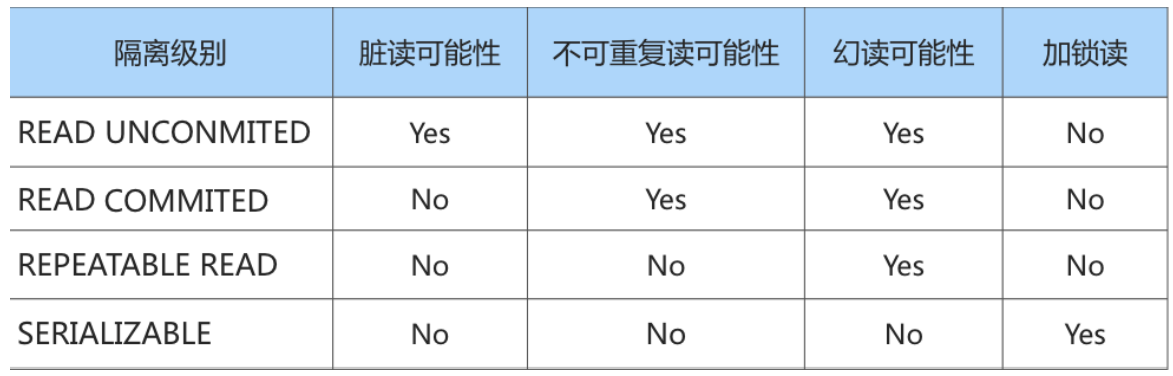 隔离级别 脏读可能性 不可重复读可能性 幻读可能性 加锁读
READ UNCONMITED Yes Yes Yes No
READ COMMITED No Yes Yes No
REPEATABLE READ No No Yes No
SERIALIZABLE No No No Yes